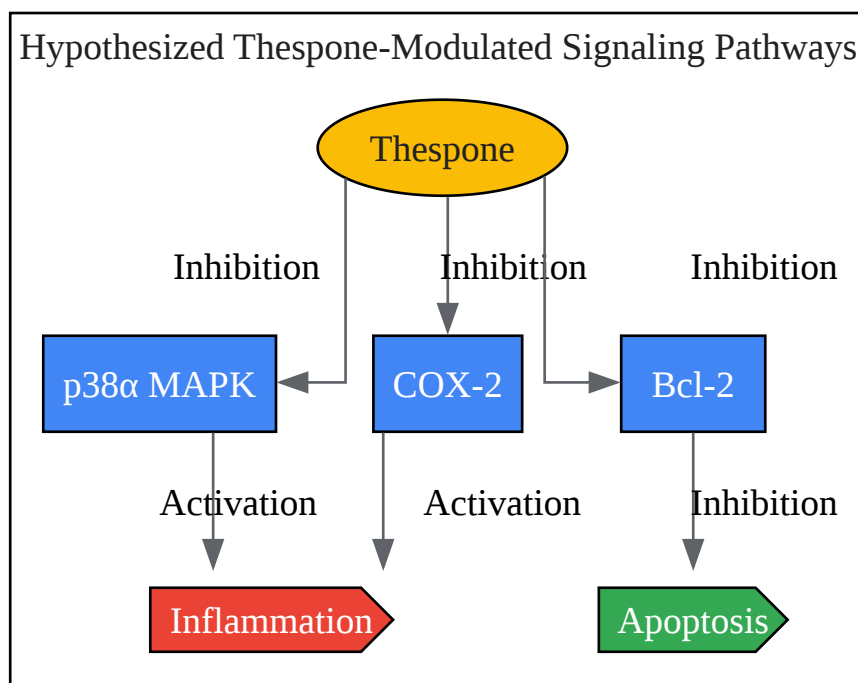 Hypothesized Thespone-Modulated Signaling Pathways
Thespone
Inhibition
Inhibition
Inhibition
p38α MAPK
COX-2
Bcl-2
Activation
Activation
Inhibition
Inflammation
Apoptosis